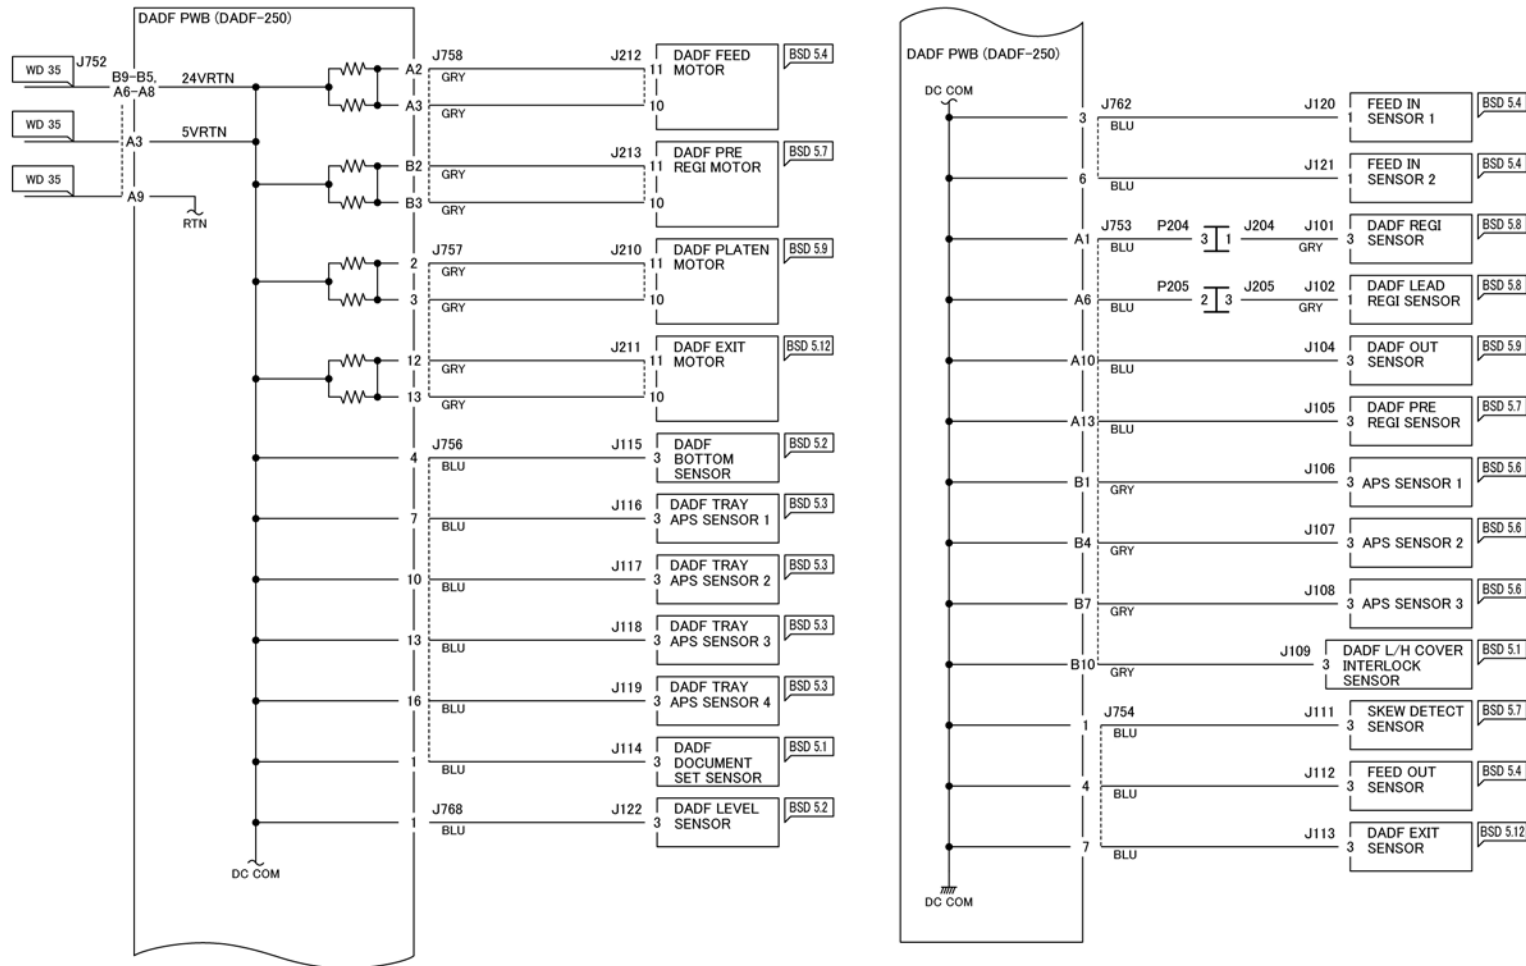 DADF PWB (DADF-250)
WD 35
J752
B9-B5,
A6-A8
24VRTN
WD 35
A3
5VRTN
WD 35
A9
RTN
J758
A2
GRY
J212
11
DADF FEED
MOTOR
BSD 5.4
A3
GRY
10
B2
GRY
J213
11
DADF PRE
REGI MOTOR
BSD 5.7
B3
GRY
10
J757
2
GRY
J210
11
DADF PLATEN
MOTOR
BSD 5.9
3
GRY
10
12
GRY
J211
11
DADF EXIT
MOTOR
BSD 5.12
13
GRY
10
J756
4
BLU
J115
3
DADF
BOTTOM
SENSOR
BSD 5.2
7
BLU
J116
3
DADF TRAY
APS SENSOR 1
BSD 5.3
10
BLU
J117
3
DADF TRAY
APS SENSOR 2
BSD 5.3
13
BLU
J118
3
DADF TRAY
APS SENSOR 3
BSD 5.3
16
BLU
J119
3
DADF TRAY
APS SENSOR 4
BSD 5.3
1
BLU
J114
3
DADF
DOCUMENT
SET SENSOR
BSD 5.1
J768
1
BLU
J122
3
DADF LEVEL
SENSOR
BSD 5.2
DC COM
DADF PWB (DADF-250)
DC COM
J762
3
BLU
J120
1
FEED IN
SENSOR 1
BSD 5.4
6
BLU
J121
1
FEED IN
SENSOR 2
BSD 5.4
J753
A1
BLU
P204
3
1
J204
J101
GRY
3
DADF REGI
SENSOR
BSD 5.8
A6
BLU
P205
2
3
J205
J102
GRY
1
DADF LEAD
REGI SENSOR
BSD 5.8
A10
BLU
J104
3
DADF OUT
SENSOR
BSD 5.9
A13
BLU
J105
3
DADF PRE
REGI SENSOR
BSD 5.7
B1
GRY
J106
3
APS SENSOR 1
BSD 5.6
B4
GRY
J107
3
APS SENSOR 2
BSD 5.6
B7
GRY
J108
3
APS SENSOR 3
BSD 5.6
B10
GRY
J109
3
DADF L/H COVER
INTERLOCK
SENSOR
BSD 5.1
J754
1
BLU
J111
3
SKEW DETECT
SENSOR
BSD 5.7
4
BLU
J112
3
FEED OUT
SENSOR
BSD 5.4
7
BLU
J113
3
DADF EXIT
SENSOR
BSD 5.12
DC COM